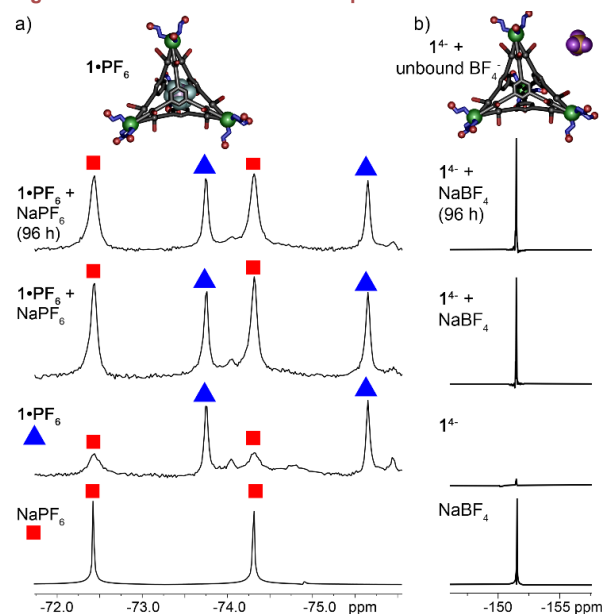 a)
b)
1•PF6
1⁴⁻ +
unbound BF4⁻
1•PF6 +
NaPF6
(96 h)
1⁴⁻ +
NaBF4
(96 h)
1•PF6 +
NaPF6
1⁴⁻ +
NaBF4
1•PF6
1⁴⁻
NaPF6
NaBF4
-72.0 -73.0 -74.0 -75.0 ppm
-150 -155 ppm